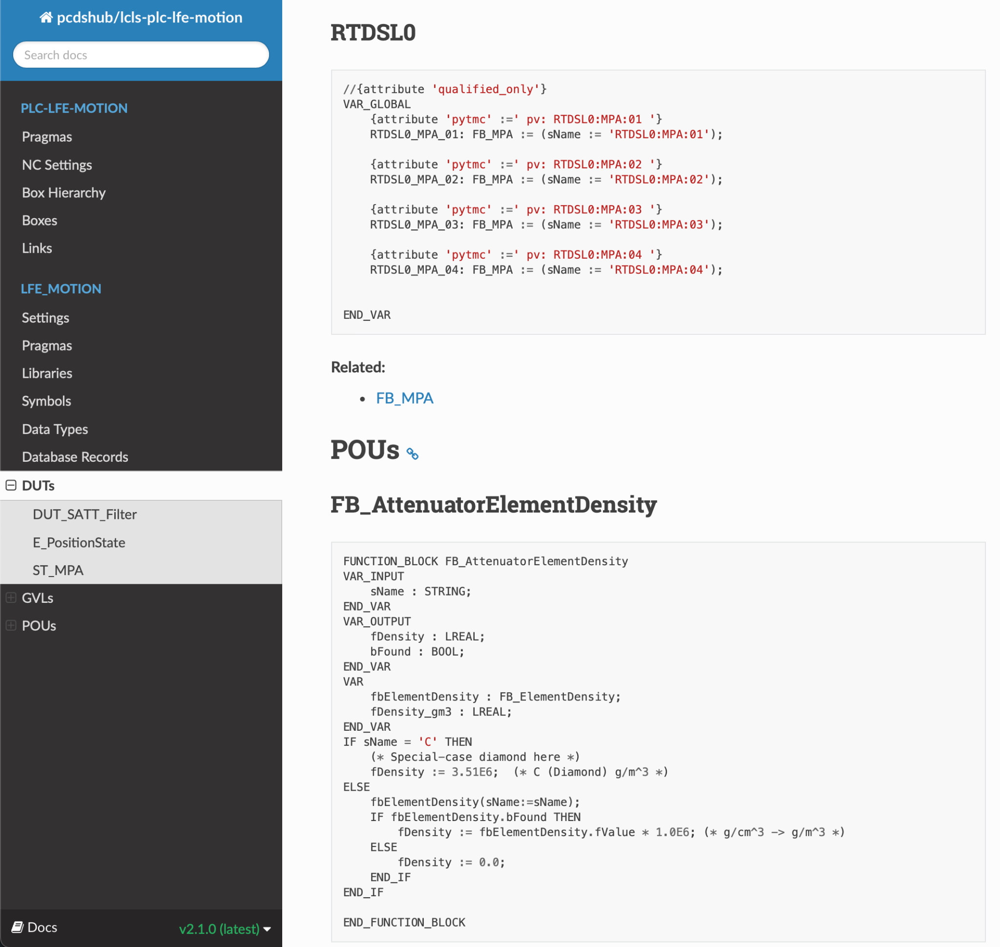 pcdshub/lcls-plc-lfe-motion
Search docs
PLC-LFE-MOTION
Pragmas
NC Settings
Box Hierarchy
Boxes
Links
LFE_MOTION
Settings
Pragmas
Libraries
Symbols
Data Types
Database Records
DUTs
DUT_SATT_Filter
E_PositionState
ST_MPA
GVLs
POUs
Docs
v2.1.0 (latest)
RTDSL0
//{attribute 'qualified_only'}
VAR_GLOBAL
    {attribute 'pytmc' :=' pv: RTDSL0:MPA:01 '}
    RTDSL0_MPA_01: FB_MPA := (sName := 'RTDSL0:MPA:01');
    {attribute 'pytmc' :=' pv: RTDSL0:MPA:02 '}
    RTDSL0_MPA_02: FB_MPA := (sName := 'RTDSL0:MPA:02');
    {attribute 'pytmc' :=' pv: RTDSL0:MPA:03 '}
    RTDSL0_MPA_03: FB_MPA := (sName := 'RTDSL0:MPA:03');
    {attribute 'pytmc' :=' pv: RTDSL0:MPA:04 '}
    RTDSL0_MPA_04: FB_MPA := (sName := 'RTDSL0:MPA:04');
END_VAR
Related:
• FB_MPA
POUs
FB_AttenuatorElementDensity
FUNCTION_BLOCK FB_AttenuatorElementDensity
VAR_INPUT
    sName : STRING;
END_VAR
VAR_OUTPUT
    fDensity : LREAL;
    bFound : BOOL;
END_VAR
VAR
    fbElementDensity : FB_ElementDensity;
    fDensity_gm3 : LREAL;
END_VAR
IF sName = 'C' THEN
    (* Special-case diamond here *)
    fDensity := 3.51E6;  (* C (Diamond) g/m^3 *)
ELSE
    fbElementDensity(sName:=sName);
    IF fbElementDensity.bFound THEN
        fDensity := fbElementDensity.fValue * 1.0E6; (* g/cm^3 -> g/m^3 *)
    ELSE
        fDensity := 0.0;
    END_IF
END_IF
END_FUNCTION_BLOCK